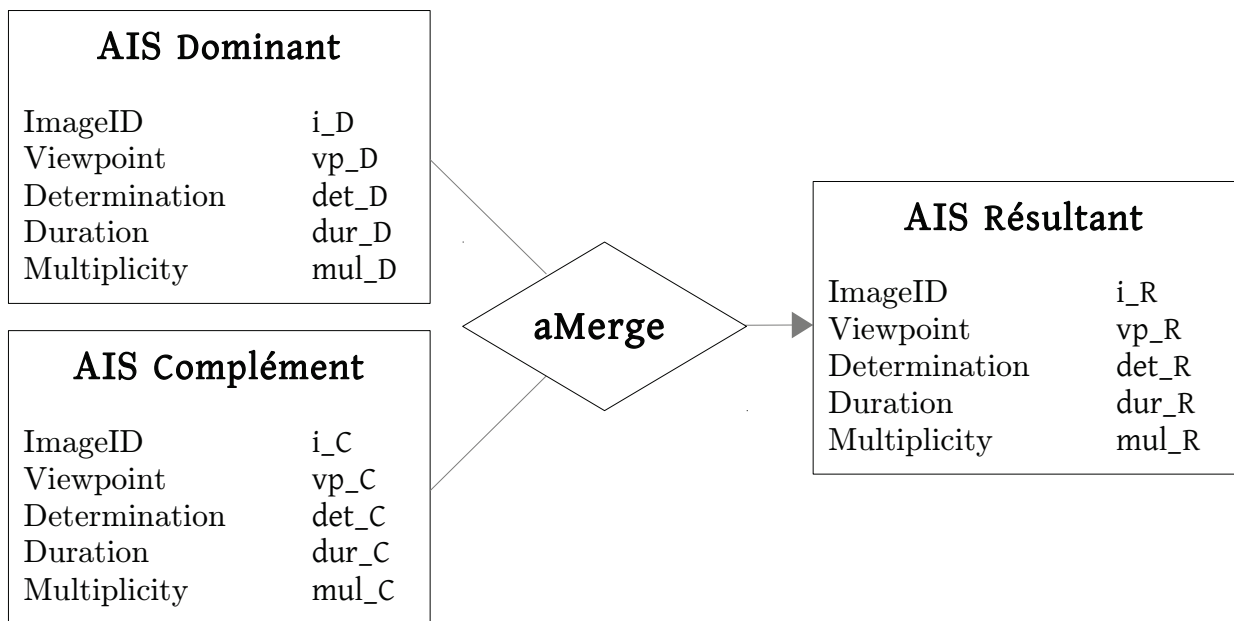 AIS Dominant
ImageID i_D
Viewpoint vp_D
Determination det_D
Duration dur_D
Multiplicity mul_D
AIS Complément
ImageID i_C
Viewpoint vp_C
Determination det_C
Duration dur_C
Multiplicity mul_C
aMerge
AIS Résultant
ImageID i_R
Viewpoint vp_R
Determination det_R
Duration dur_R
Multiplicity mul_R